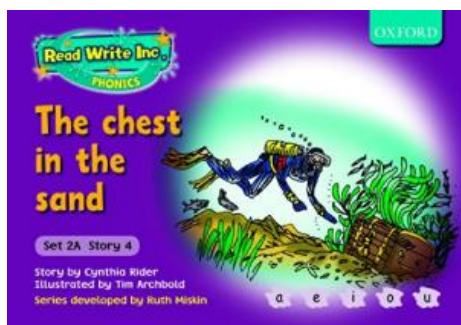 OXFORD
Read Write Inc.
PHONICS
The chest
in the
sand
Set 2A Story 4
Story by Cynthia Rider
Illustrated by Tim Archbold
Series developed by Ruth Miskin
a e i o u